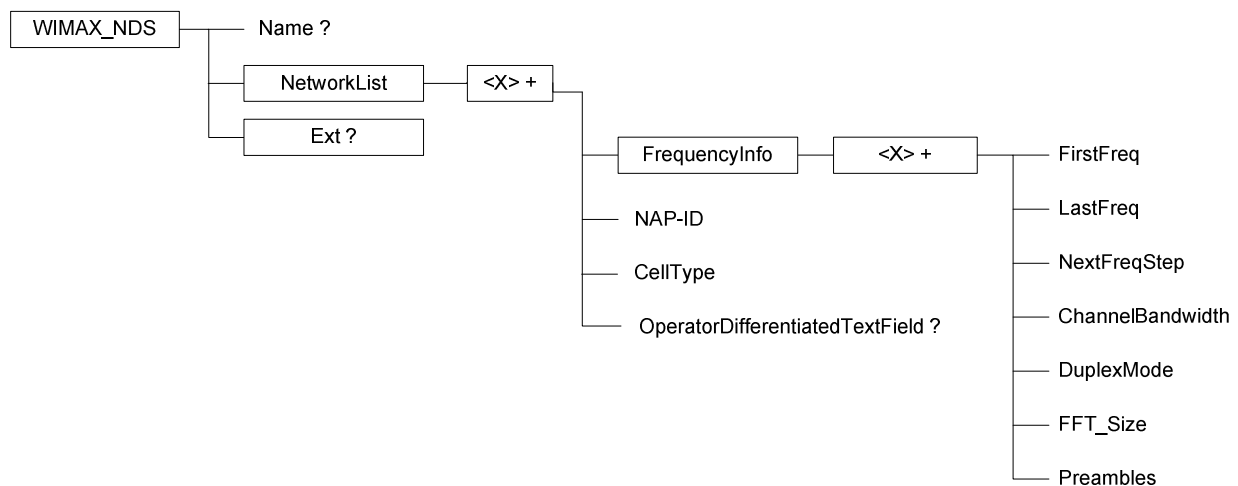 WIMAX_NDS
Name ?
NetworkList
<X> +
Ext ?
FrequencyInfo
<X> +
NAP-ID
CellType
OperatorDifferentiatedTextField ?
FirstFreq
LastFreq
NextFreqStep
ChannelBandwidth
DuplexMode
FFT_Size
Preambles